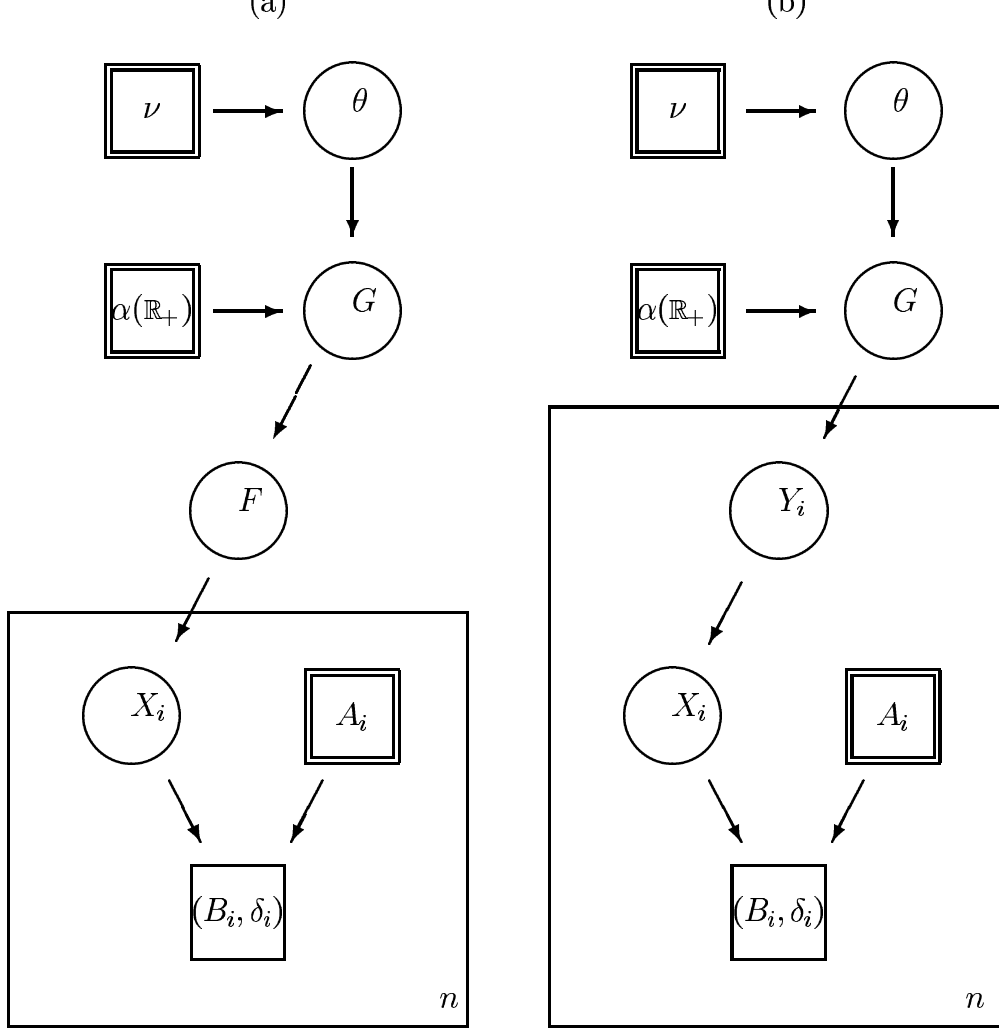 (a) (b)
ν θ ν θ
α(ℝ₊) G α(ℝ₊) G
F Yᵢ
Xᵢ Aᵢ Xᵢ Aᵢ
(Bᵢ, δᵢ) (Bᵢ, δᵢ)
n n